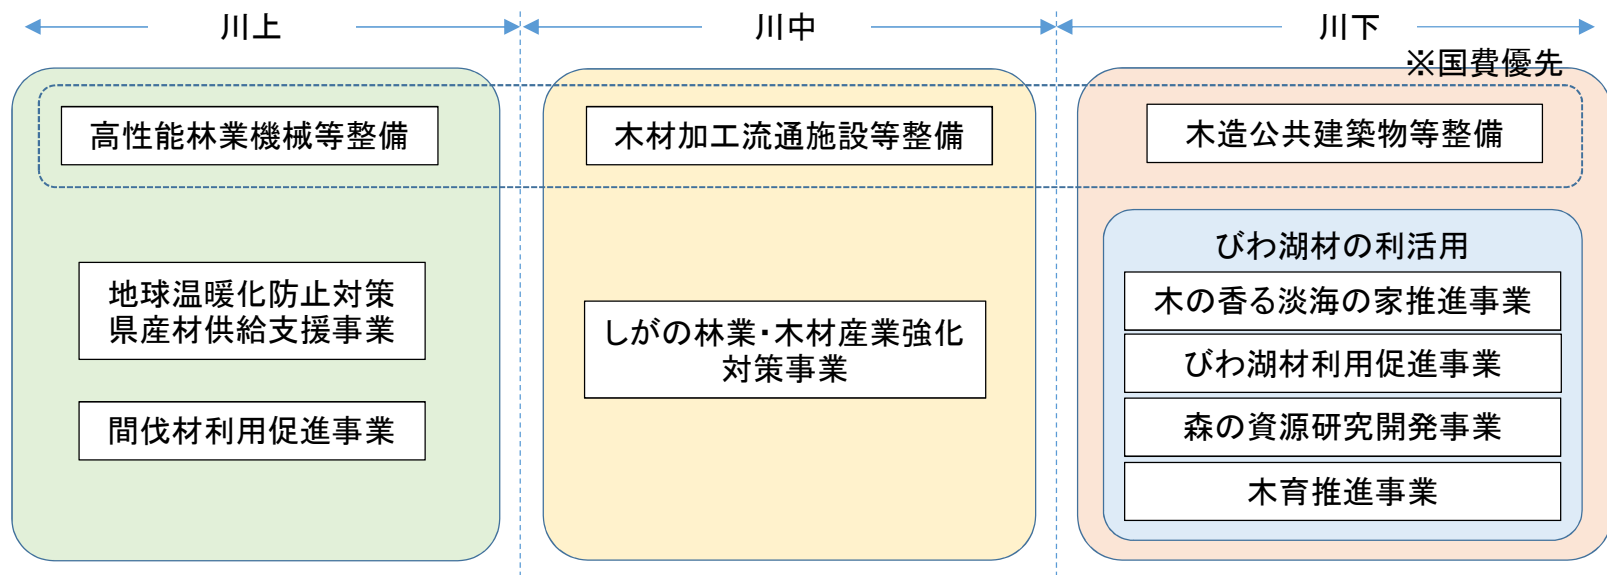 川上
川中
川下
※国費優先
高性能林業機械等整備
木材加工流通施設等整備
木造公共建築物等整備
地球温暖化防止対策
県産材供給支援事業
間伐材利用促進事業
しがの林業・木材産業強化
対策事業
びわ湖材の利活用
木の香る淡海の家推進事業
びわ湖材利用促進事業
森の資源研究開発事業
木育推進事業